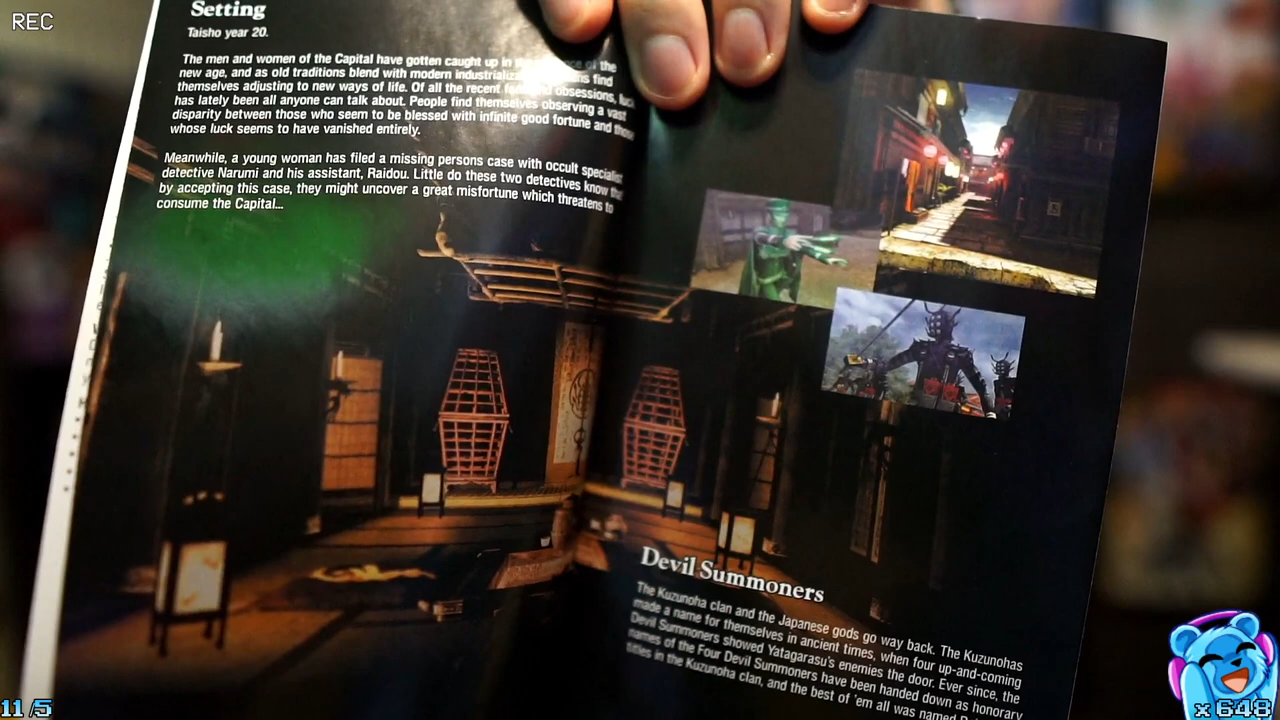 REC
Setting
Taisho year 20.
The men and women of the Capital have gotten caught up in the of the
new age, and as old traditions blend with modern find
themselves adjusting to new ways of life. Of all the recent obsessions, luck
has lately been all anyone can talk about. People find themselves observing a vast
disparity between those who seem to be blessed with infinite good fortune and those
whose luck seems to have vanished entirely.
Meanwhile, a young woman has filed a missing persons case with occult specialist
detective Narumi and his assistant, Raidou. Little do these two detectives know that
by accepting this case, they might uncover a great misfortune which threatens to
consume the Capital...
Devil Summoners
The Kuzunoha clan and the Japanese gods go way back. The Kuzunohas
made a name for themselves in ancient times, when four up-and-coming
Devil Summoners showed Yatagarasu's enemies the door. Ever since, the
names of the Four Devil Summoners have been handed down as honorary
titles in the Kuzunoha clan, and the best of 'em all was named
11/5
x648